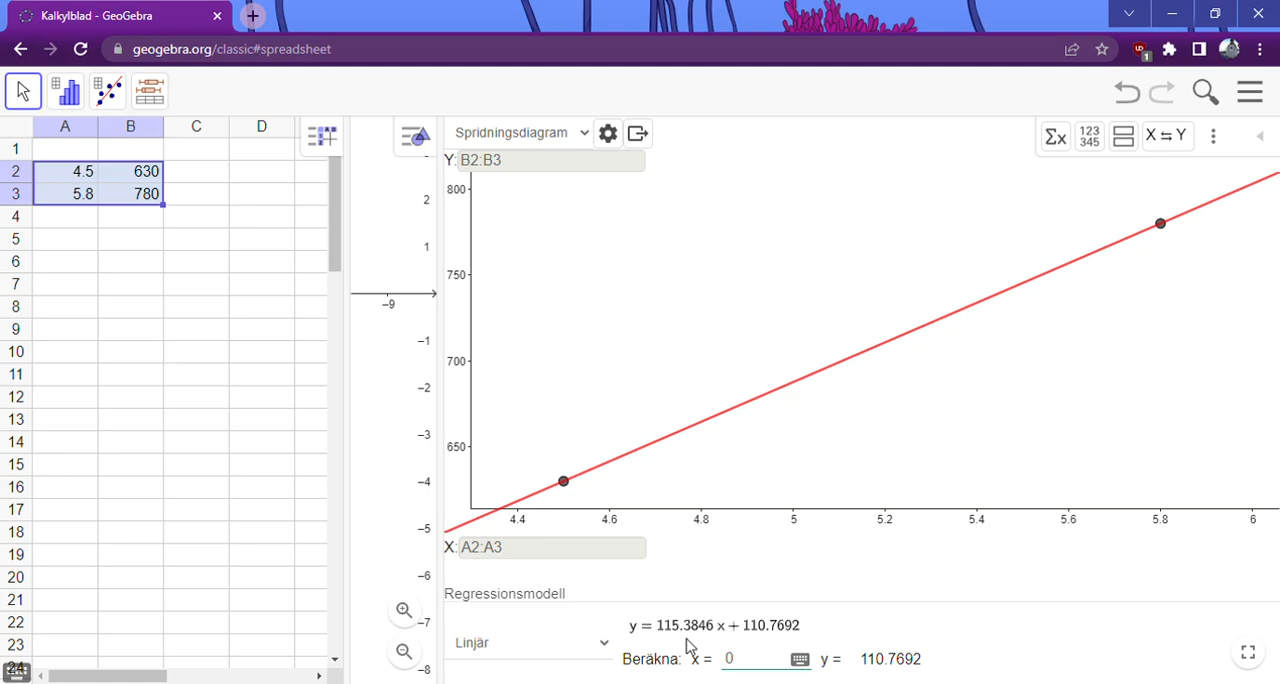 Kalkylblad - GeoGebra
geogebra.org/classic#spreadsheet
1
A B C D
1
2 4.5 630
3 5.8 780
4
5
6
7
8
9
10
11
12
13
14
15
16
17
18
19
20
21
22
23
24
2
1
-9
-1
-2
-3
-4
-5
-6
-7
-8
Spridningsdiagram
Σx 123 345 X ⇆ Y
Y: B2:B3
800
750
700
650
4.4 4.6 4.8 5 5.2 5.4 5.6 5.8 6
X: A2:A3
Regressionsmodell
Linjär
y = 115.3846 x + 110.7692
Beräkna: x = 0 y = 110.7692